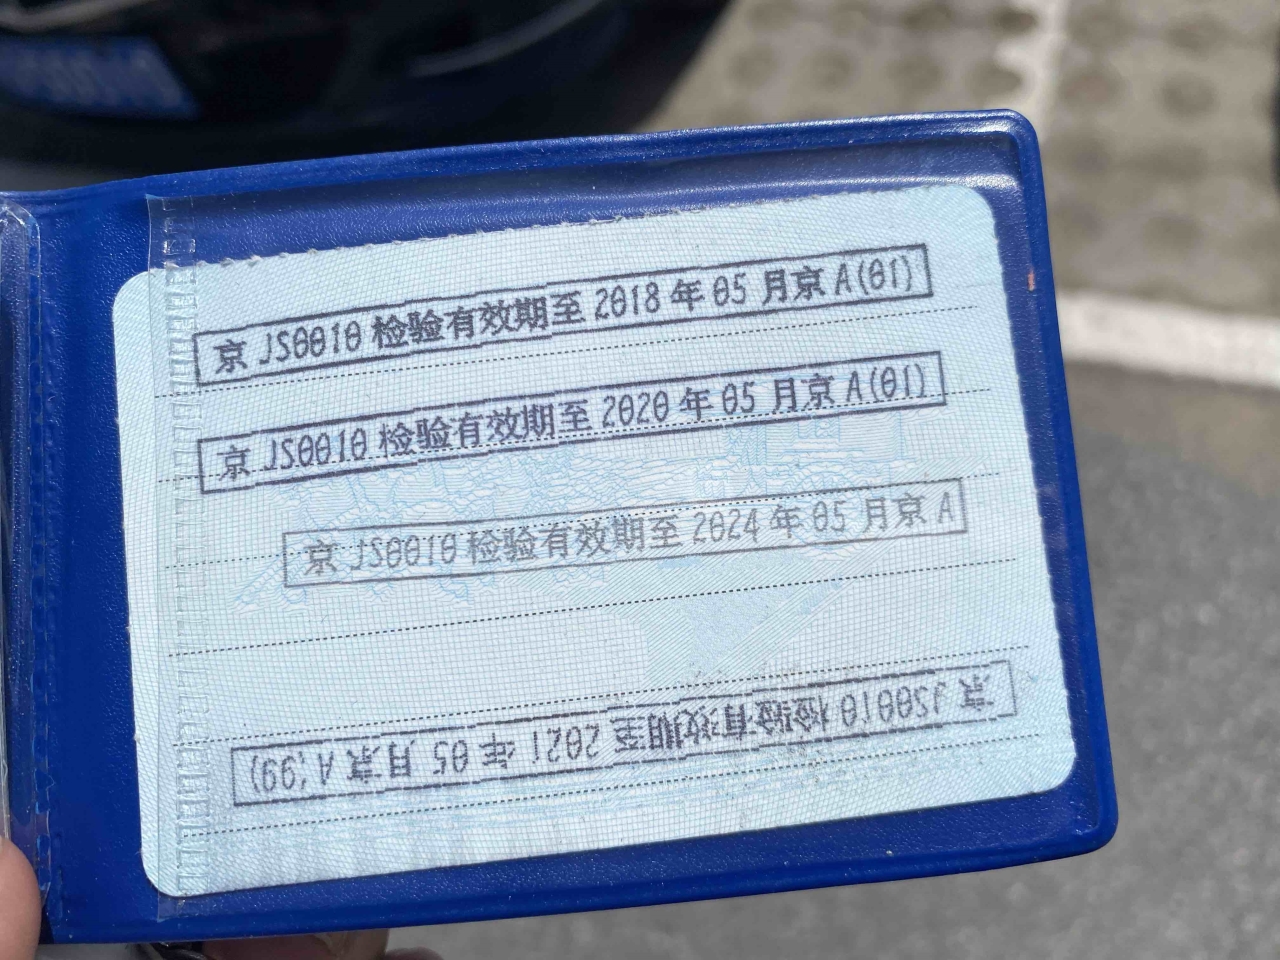 京 JS0010 检验有效期至 2018 年 05 月京 A(01)
京 JS0010 检验有效期至 2020 年 05 月京 A(01)
京 JS0010 检验有效期至 2024 年 05 月京 A
京 JS0010 检验有效期至 2021 年 05 月京 A(99)